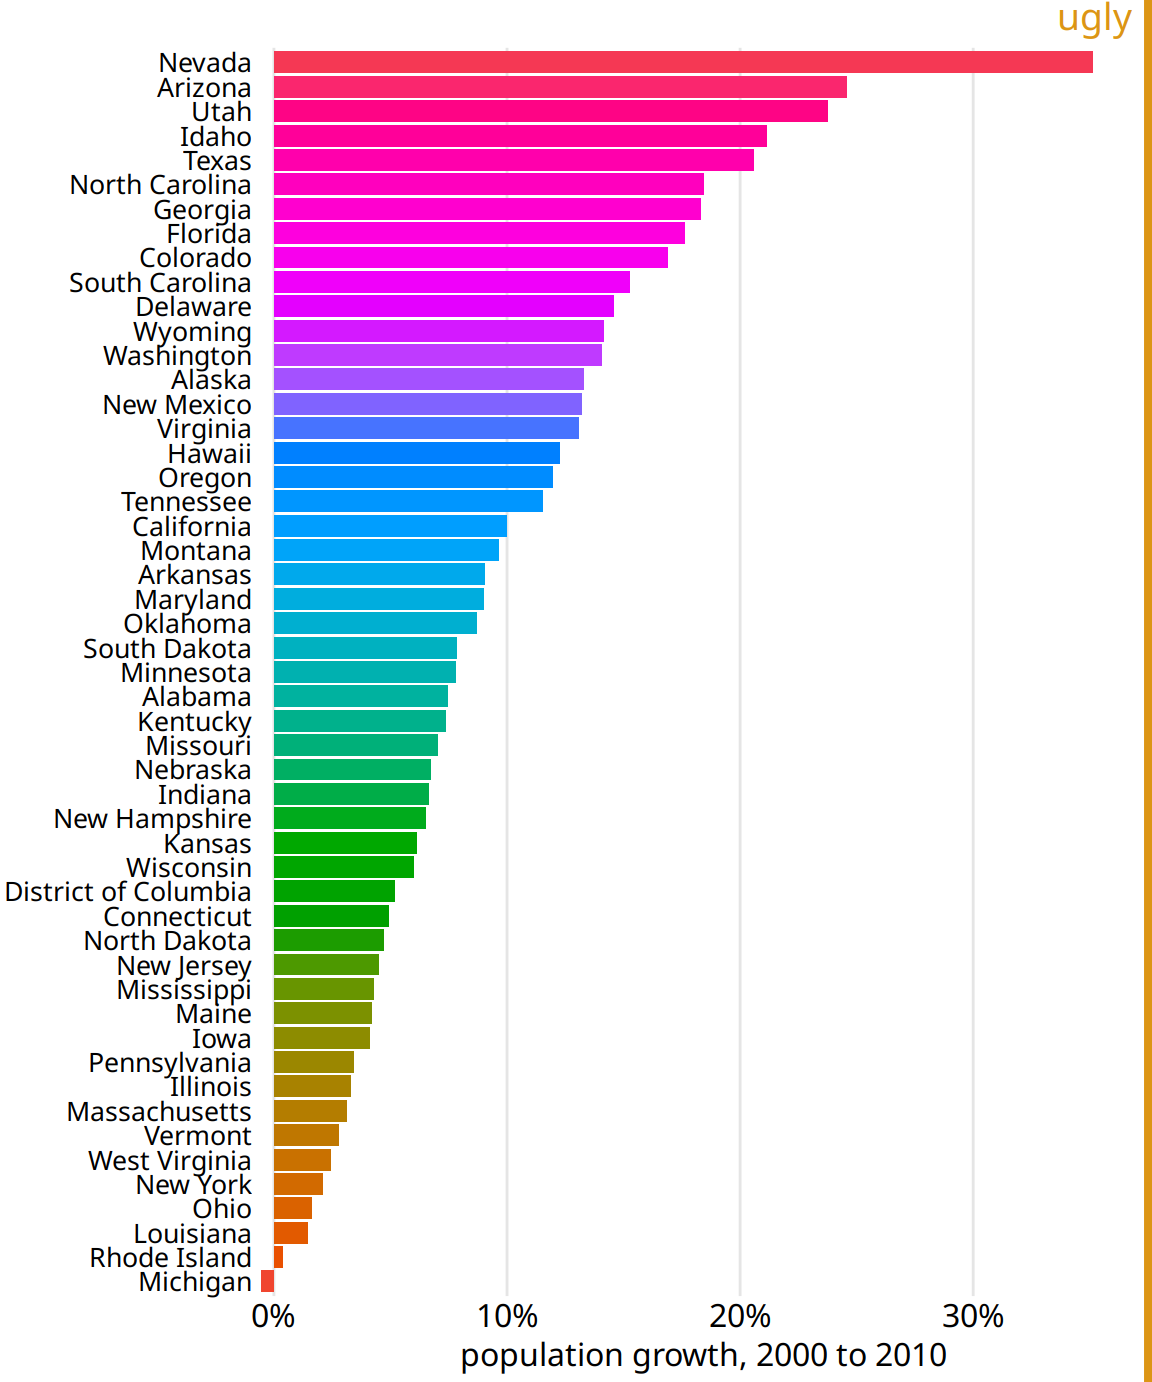 ugly
Nevada
Arizona
Utah
Idaho
Texas
North Carolina
Georgia
Florida
Colorado
South Carolina
Delaware
Wyoming
Washington
Alaska
New Mexico
Virginia
Hawaii
Oregon
Tennessee
California
Montana
Arkansas
Maryland
Oklahoma
South Dakota
Minnesota
Alabama
Kentucky
Missouri
Nebraska
Indiana
New Hampshire
Kansas
Wisconsin
District of Columbia
Connecticut
North Dakota
New Jersey
Mississippi
Maine
Iowa
Pennsylvania
Illinois
Massachusetts
Vermont
West Virginia
New York
Ohio
Louisiana
Rhode Island
Michigan
0% 10% 20% 30%
population growth, 2000 to 2010